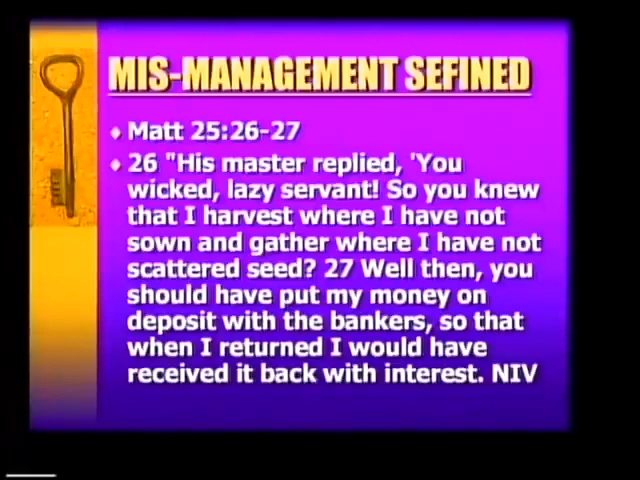 MIS-MANAGEMENT SEFINED
Matt 25:26-27
26 "His master replied, 'You
wicked, lazy servant! So you knew
that I harvest where I have not
sown and gather where I have not
scattered seed? 27 Well then, you
should have put my money on
deposit with the bankers, so that
when I returned I would have
received it back with interest. NIV